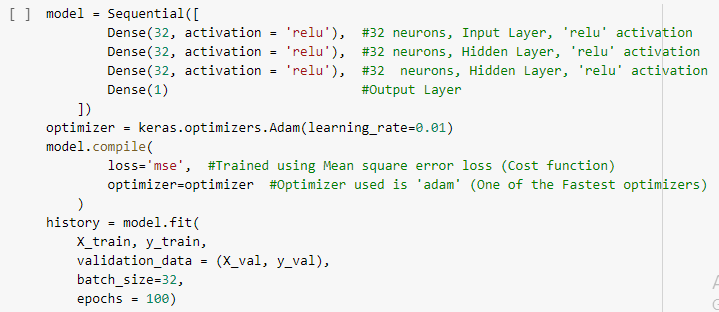 [ ] model = Sequential([
Dense(32, activation = 'relu'), #32 neurons, Input Layer, 'relu' activation
Dense(32, activation = 'relu'), #32 neurons, Hidden Layer, 'relu' activation
Dense(32, activation = 'relu'), #32  neurons, Hidden Layer, 'relu' activation
Dense(1) #Output Layer
])
optimizer = keras.optimizers.Adam(learning_rate=0.01)
model.compile(
loss='mse', #Trained using Mean square error loss (Cost function)
optimizer=optimizer #Optimizer used is 'adam' (One of the Fastest optimizers)
)
history = model.fit(
X_train, y_train,
validation_data = (X_val, y_val),
batch_size=32,
epochs = 100)